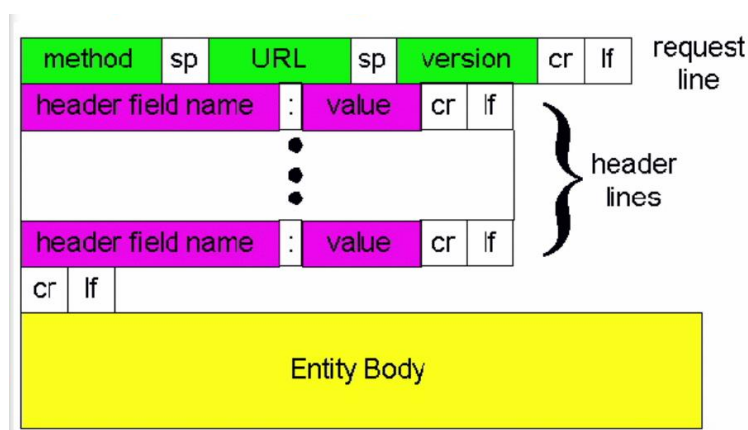 method sp URL sp version cr lf request line
header field name : value cr lf
header lines
header field name : value cr lf
cr lf
Entity Body